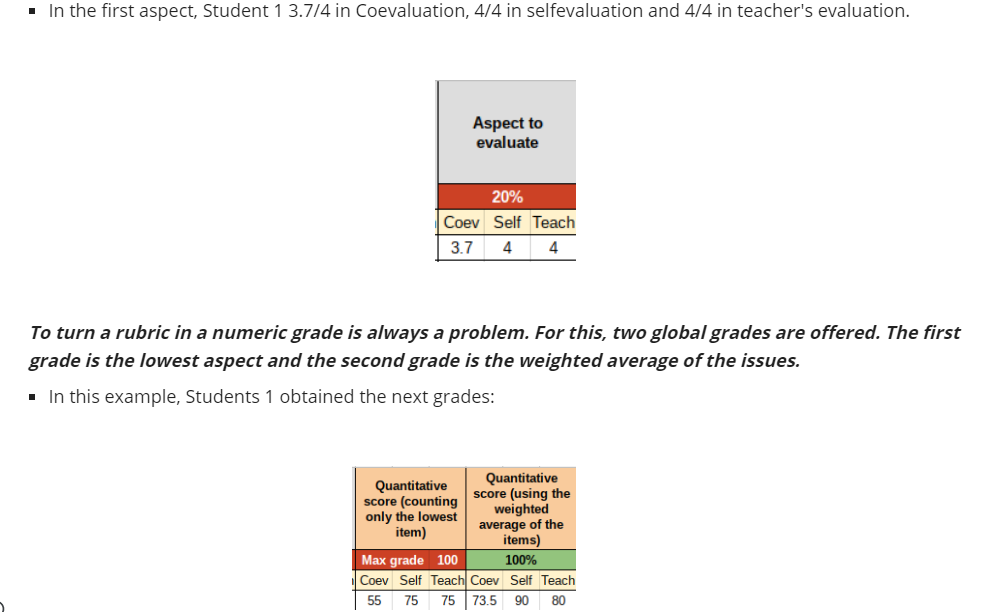 ▪ In the first aspect, Student 1 3.7/4 in Coevaluation, 4/4 in selfevaluation and 4/4 in teacher's evaluation.
Aspect to
evaluate
20%
Coev Self Teach
3.7 4 4
To turn a rubric in a numeric grade is always a problem. For this, two global grades are offered. The first
grade is the lowest aspect and the second grade is the weighted average of the issues.
▪ In this example, Students 1 obtained the next grades:
Quantitative
score (counting
only the lowest
item)
Quantitative
score (using the
weighted
average of the
items)
Max grade 100 100%
Coev Self Teach Coev Self Teach
55 75 75 73.5 90 80